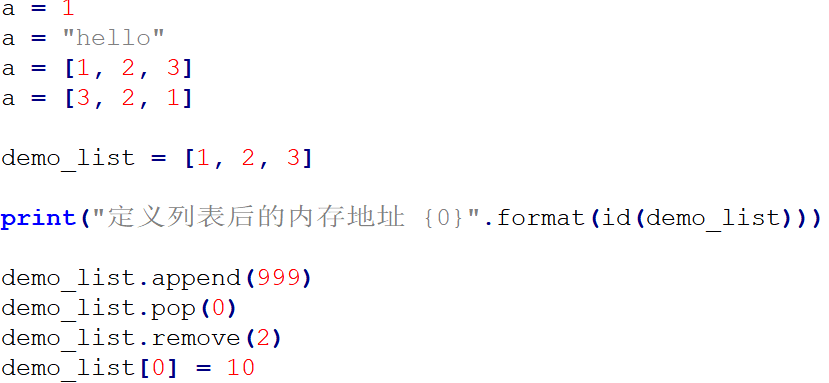 a = 1
a = "hello"
a = [1, 2, 3]
a = [3, 2, 1]
demo_list = [1, 2, 3]
print("定义列表后的内存地址 {0}".format(id(demo_list)))
demo_list.append(999)
demo_list.pop(0)
demo_list.remove(2)
demo_list[0] = 10